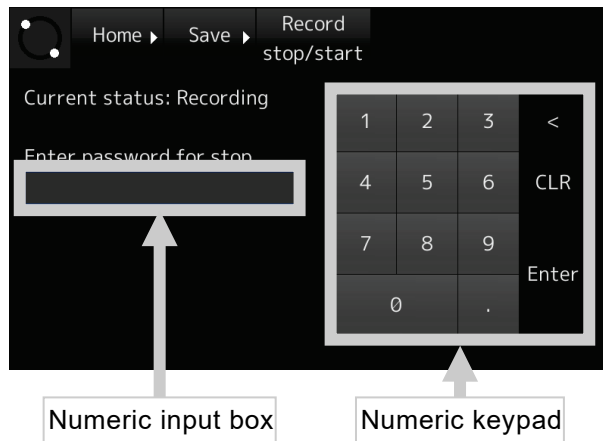 Home Save Record
stop/start
Current status: Recording
Enter password for stop
1 2 3 <
4 5 6 CLR
7 8 9
Enter
0 .
Numeric input box Numeric keypad